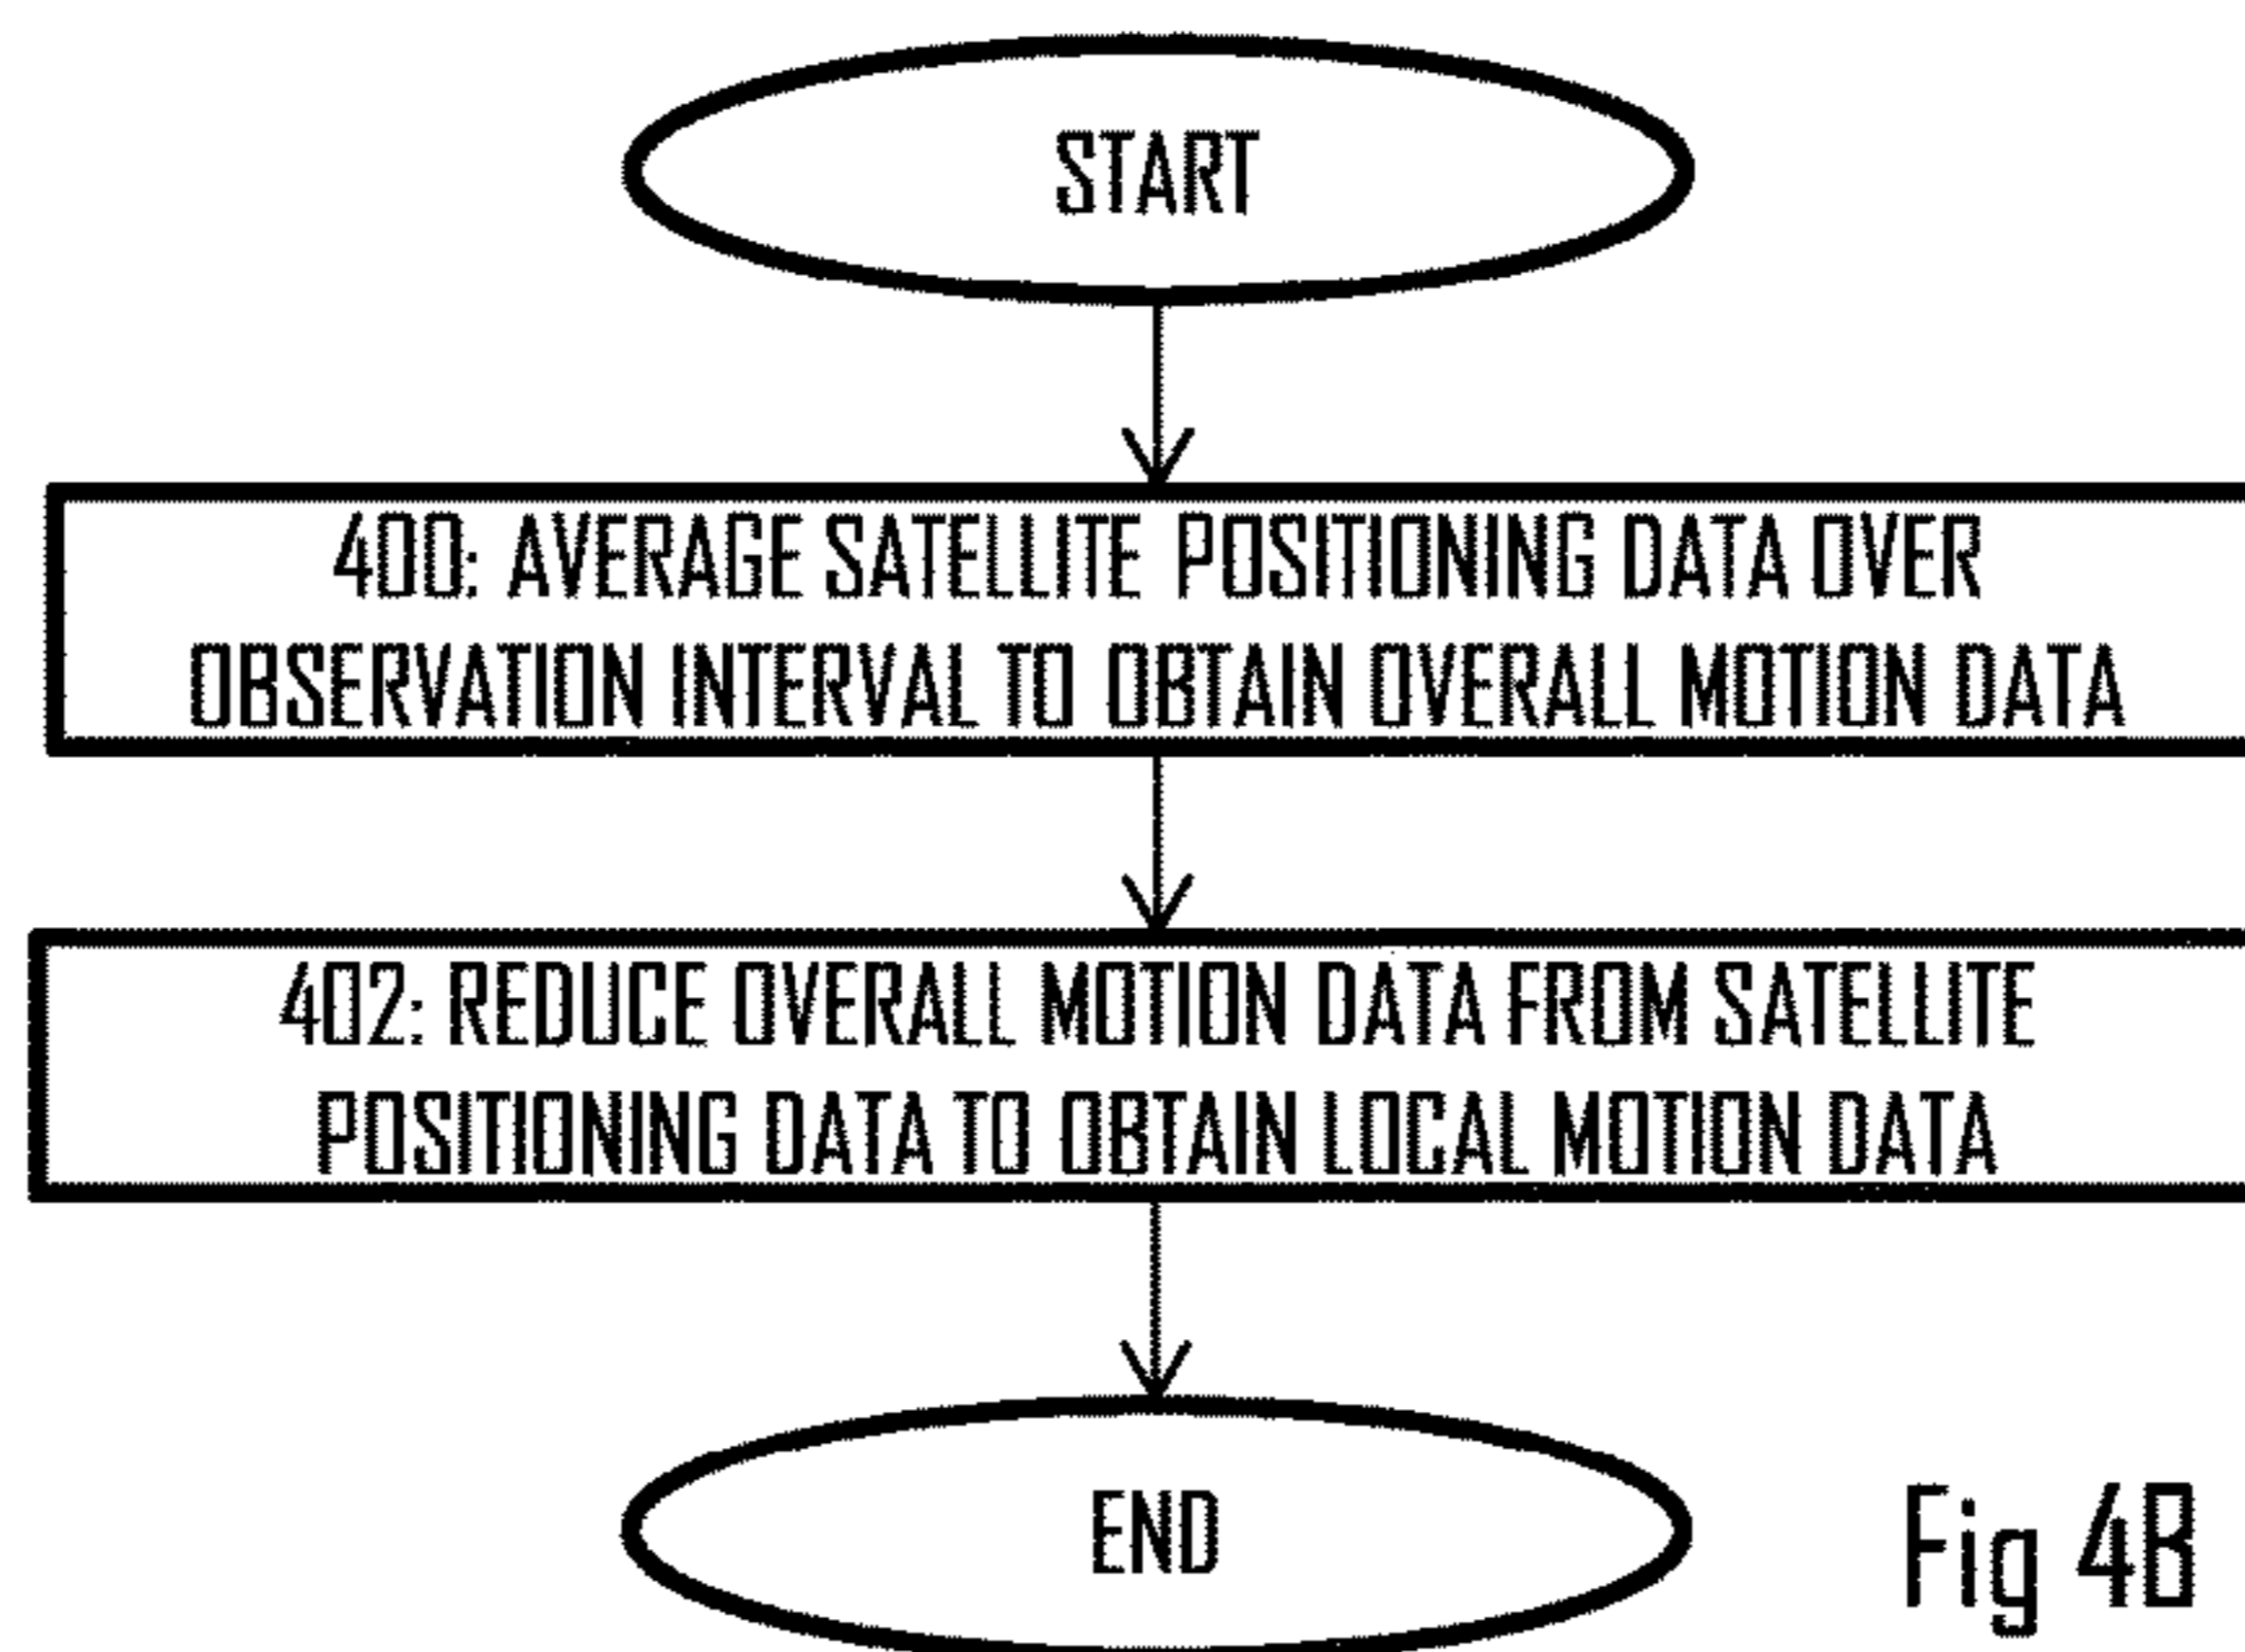 START
400: AVERAGE SATELLITE POSITIONING DATA OVER
OBSERVATION INTERVAL TO OBTAIN OVERALL MOTION DATA
402: REDUCE OVERALL MOTION DATA FROM SATELLITE
POSITIONING DATA TO OBTAIN LOCAL MOTION DATA
END
Fig 4B